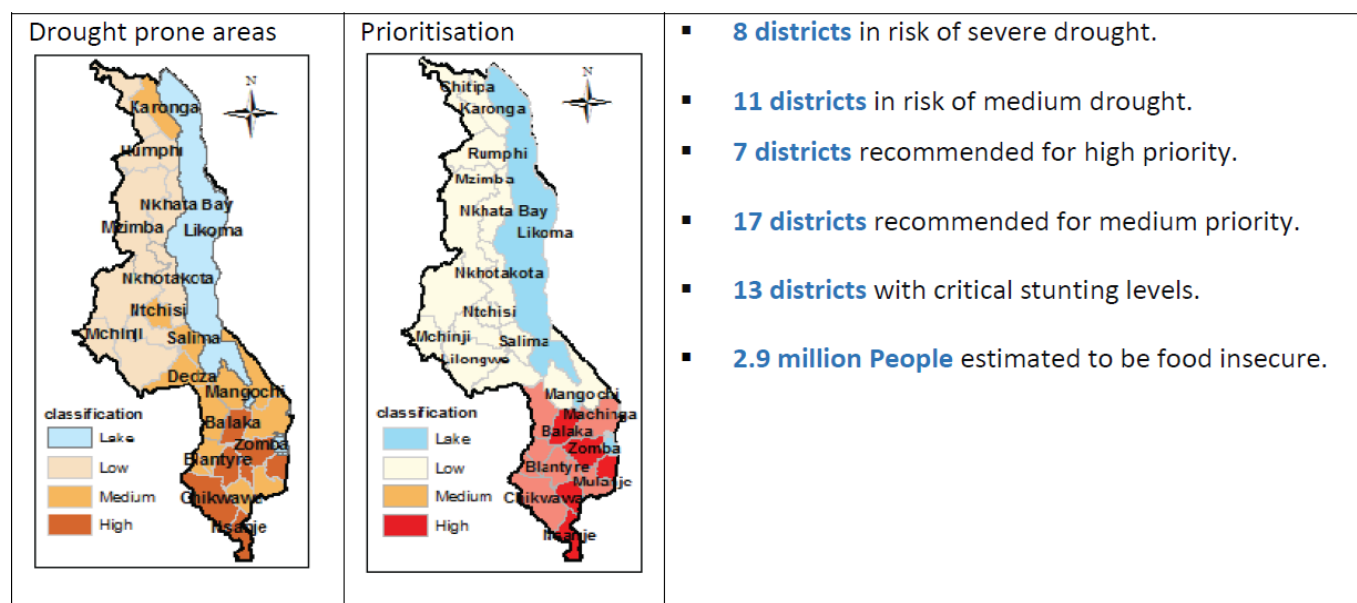 Drought prone areas
N
Karonga
Rumphi
Nkhata Bay
Mzimba
Likoma
Nkhotakota
Ntchisi
Mchinji
Salima
Dedza
Mangochi
classification
Balaka
Lake
Zomba
Low
Blantyre
Medium
Chikwawa
High
Nsanje
Prioritisation
N
Chitipa
Karonga
Rumphi
Mzimba
Nkhata Bay
Likoma
Nkhotakota
Ntchisi
Mchinji
Salima
Lilongwe
Mangochi
classification
Machinga
Balaka
Lake
Zomba
Low
Blantyre
Mulanje
Medium
Chikwawa
High
Nsanje
▪ 8 districts in risk of severe drought.
▪ 11 districts in risk of medium drought.
▪ 7 districts recommended for high priority.
▪ 17 districts recommended for medium priority.
▪ 13 districts with critical stunting levels.
▪ 2.9 million People estimated to be food insecure.